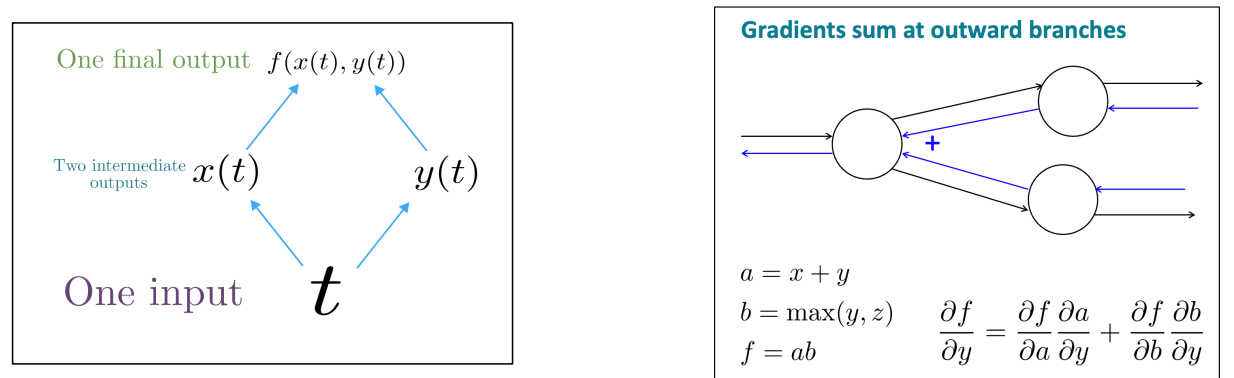 One final output f(x(t), y(t))
Two intermediate
outputs
x(t)
y(t)
One input
t
Gradients sum at outward branches
+
a = x + y
b = max(y, z)
f = ab
∂f/∂y = ∂f/∂a ∂a/∂y + ∂f/∂b ∂b/∂y